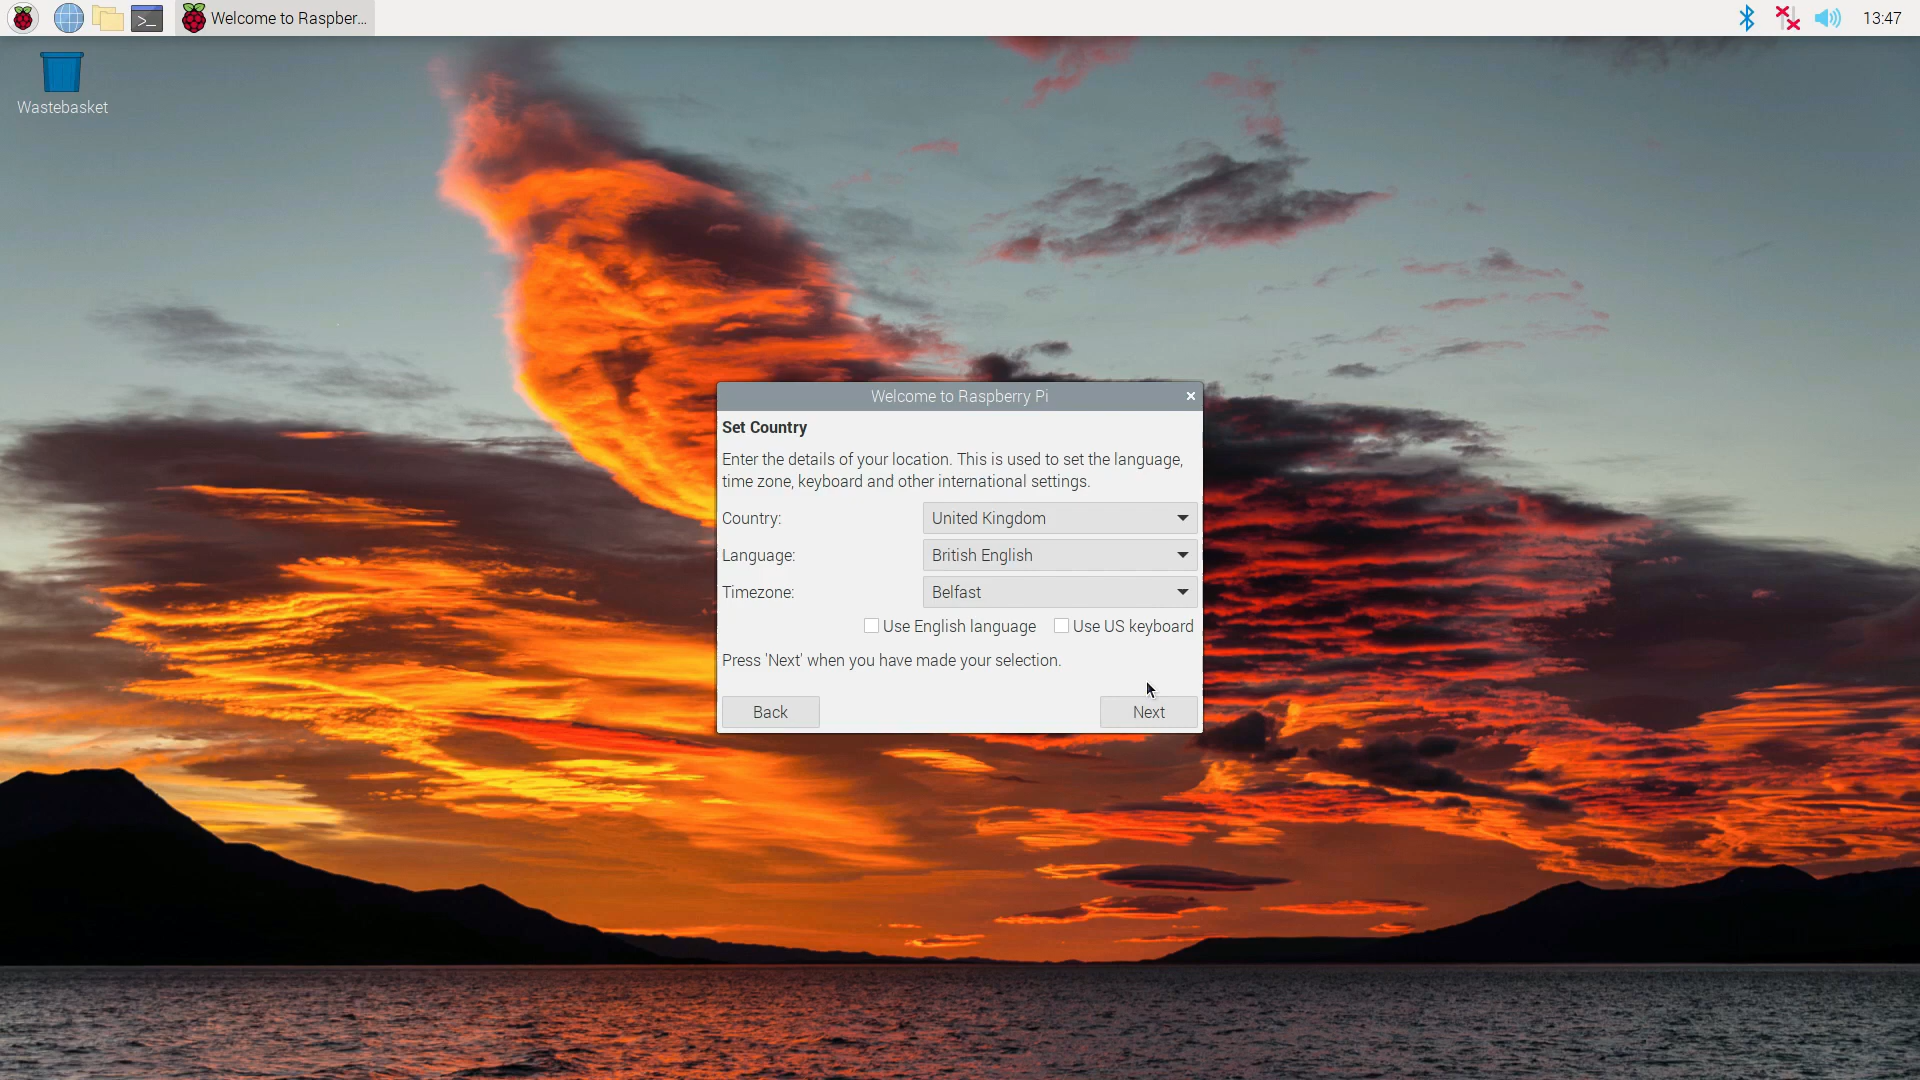 Welcome to Raspber...
13:47
Wastebasket
Welcome to Raspberry Pi
Set Country
Enter the details of your location. This is used to set the language,
time zone, keyboard and other international settings.
Country: United Kingdom
Language: British English
Timezone: Belfast
Use English language Use US keyboard
Press 'Next' when you have made your selection.
Back Next